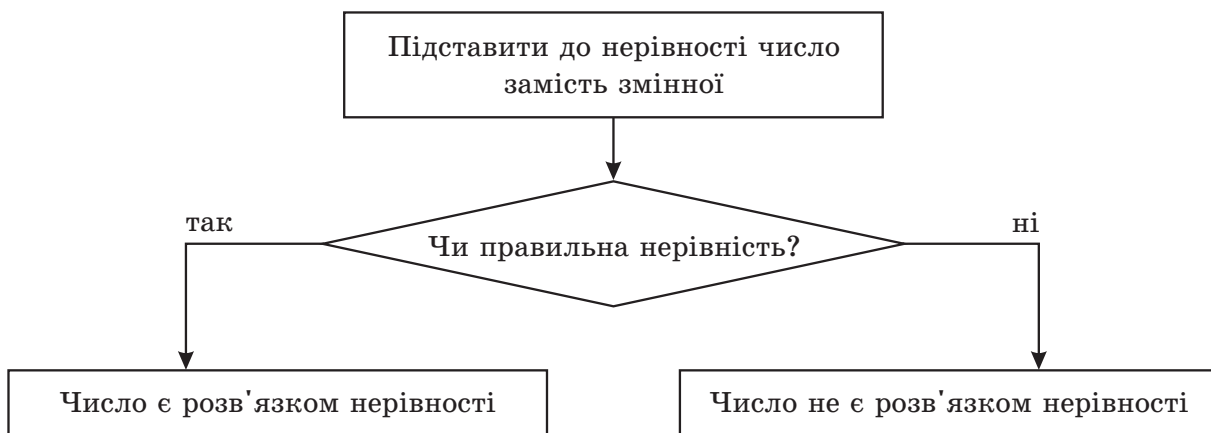 Підставити до нерівності число
замість змінної
так
ні
Чи правильна нерівність?
Число є розв'язком нерівності
Число не є розв'язком нерівності